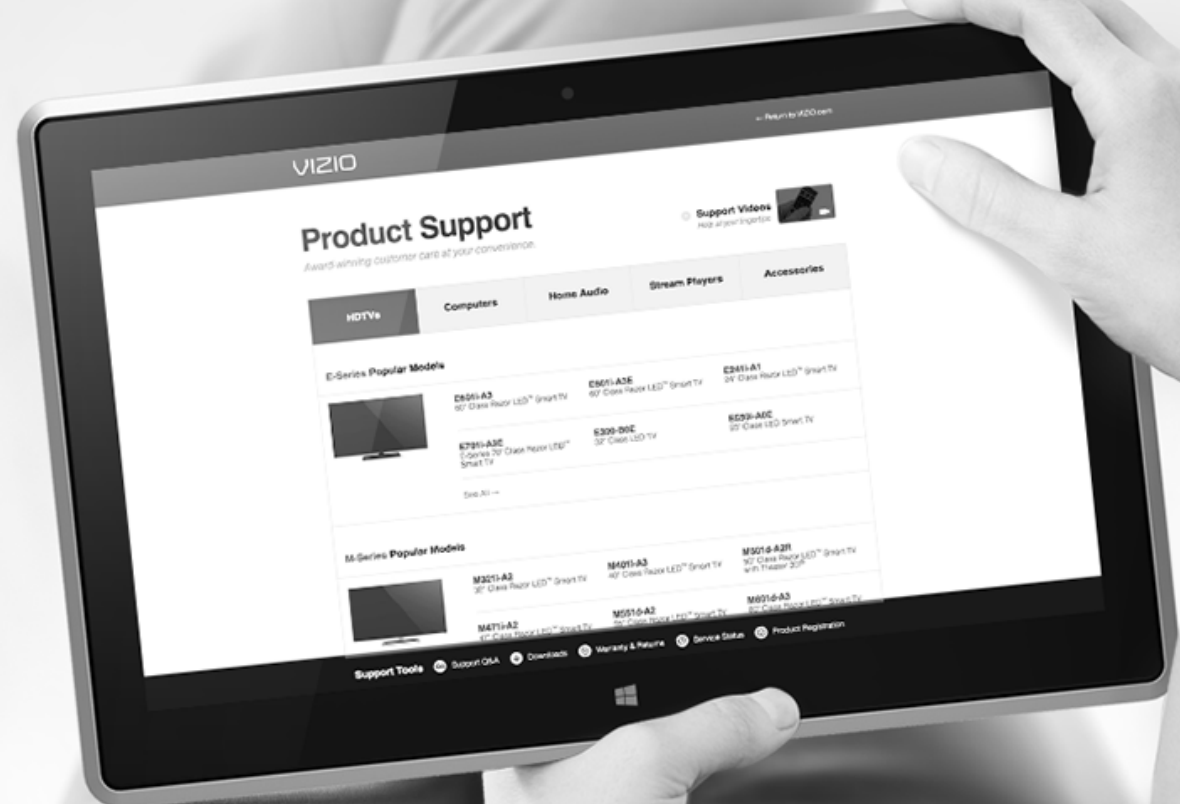 ← Return to VIZIO.com
VIZIO
Product Support
Award-winning customer care at your convenience.
Support Videos
Help at your fingertips
HDTVs
Computers
Home Audio
Stream Players
Accessories
E-Series Popular Models
E601i-A3
60" Class Razor LED™ Smart TV
E601i-A3E
60" Class Razor LED™ Smart TV
E241i-A1
24" Class Razor LED™ Smart TV
E701i-A3E
E-Series 70" Class Razor LED™
Smart TV
E320-B0E
32" Class LED TV
Class LED Smart TV
See All →
M-Series Popular Models
M321i-A2
32" Class Razor LED™ Smart TV
M401i-A3
40" Class Razor LED™ Smart TV
M501d-A2R
50" Class Razor LED™ Smart TV
with Theater 3D®
M471i-A2
47" Class Razor LED™ Smart TV
M551d-A2
55" Class Razor LED™ Smart TV
M601d-A3
60" Class Razor LED™ Smart TV
Support Tools
Support Q&A
Downloads
Warranty & Returns
Service Status
Product Registration